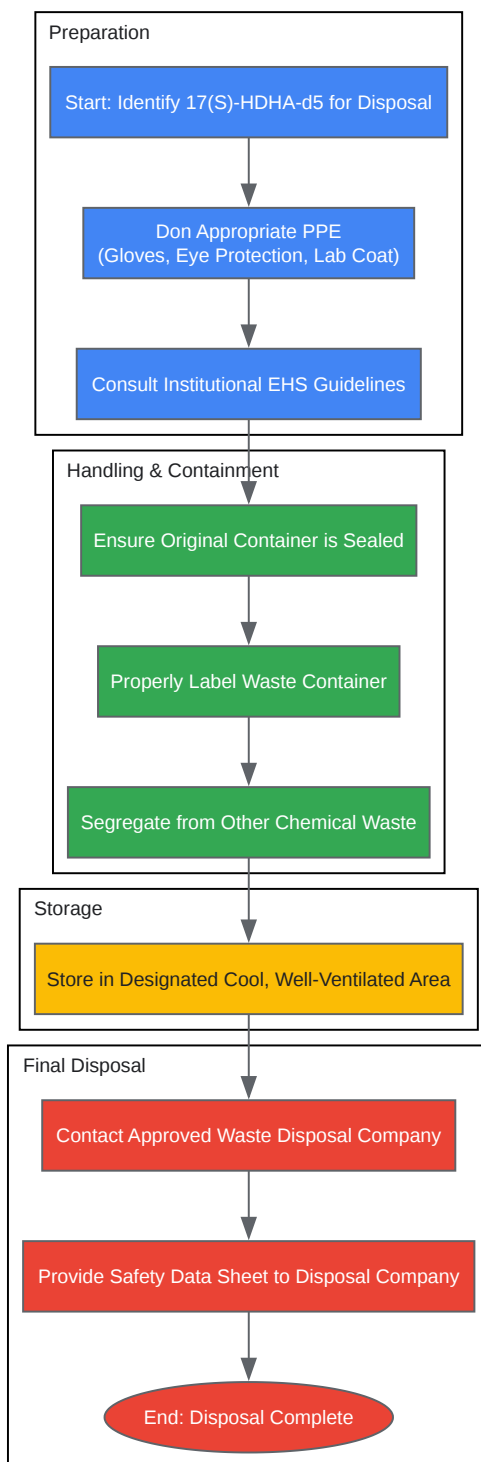 Preparation
Start: Identify 17(S)-HDHA-d5 for Disposal
Don Appropriate PPE
(Gloves, Eye Protection, Lab Coat)
Consult Institutional EHS Guidelines
Handling & Containment
Ensure Original Container is Sealed
Properly Label Waste Container
Segregate from Other Chemical Waste
Storage
Store in Designated Cool, Well-Ventilated Area
Final Disposal
Contact Approved Waste Disposal Company
Provide Safety Data Sheet to Disposal Company
End: Disposal Complete